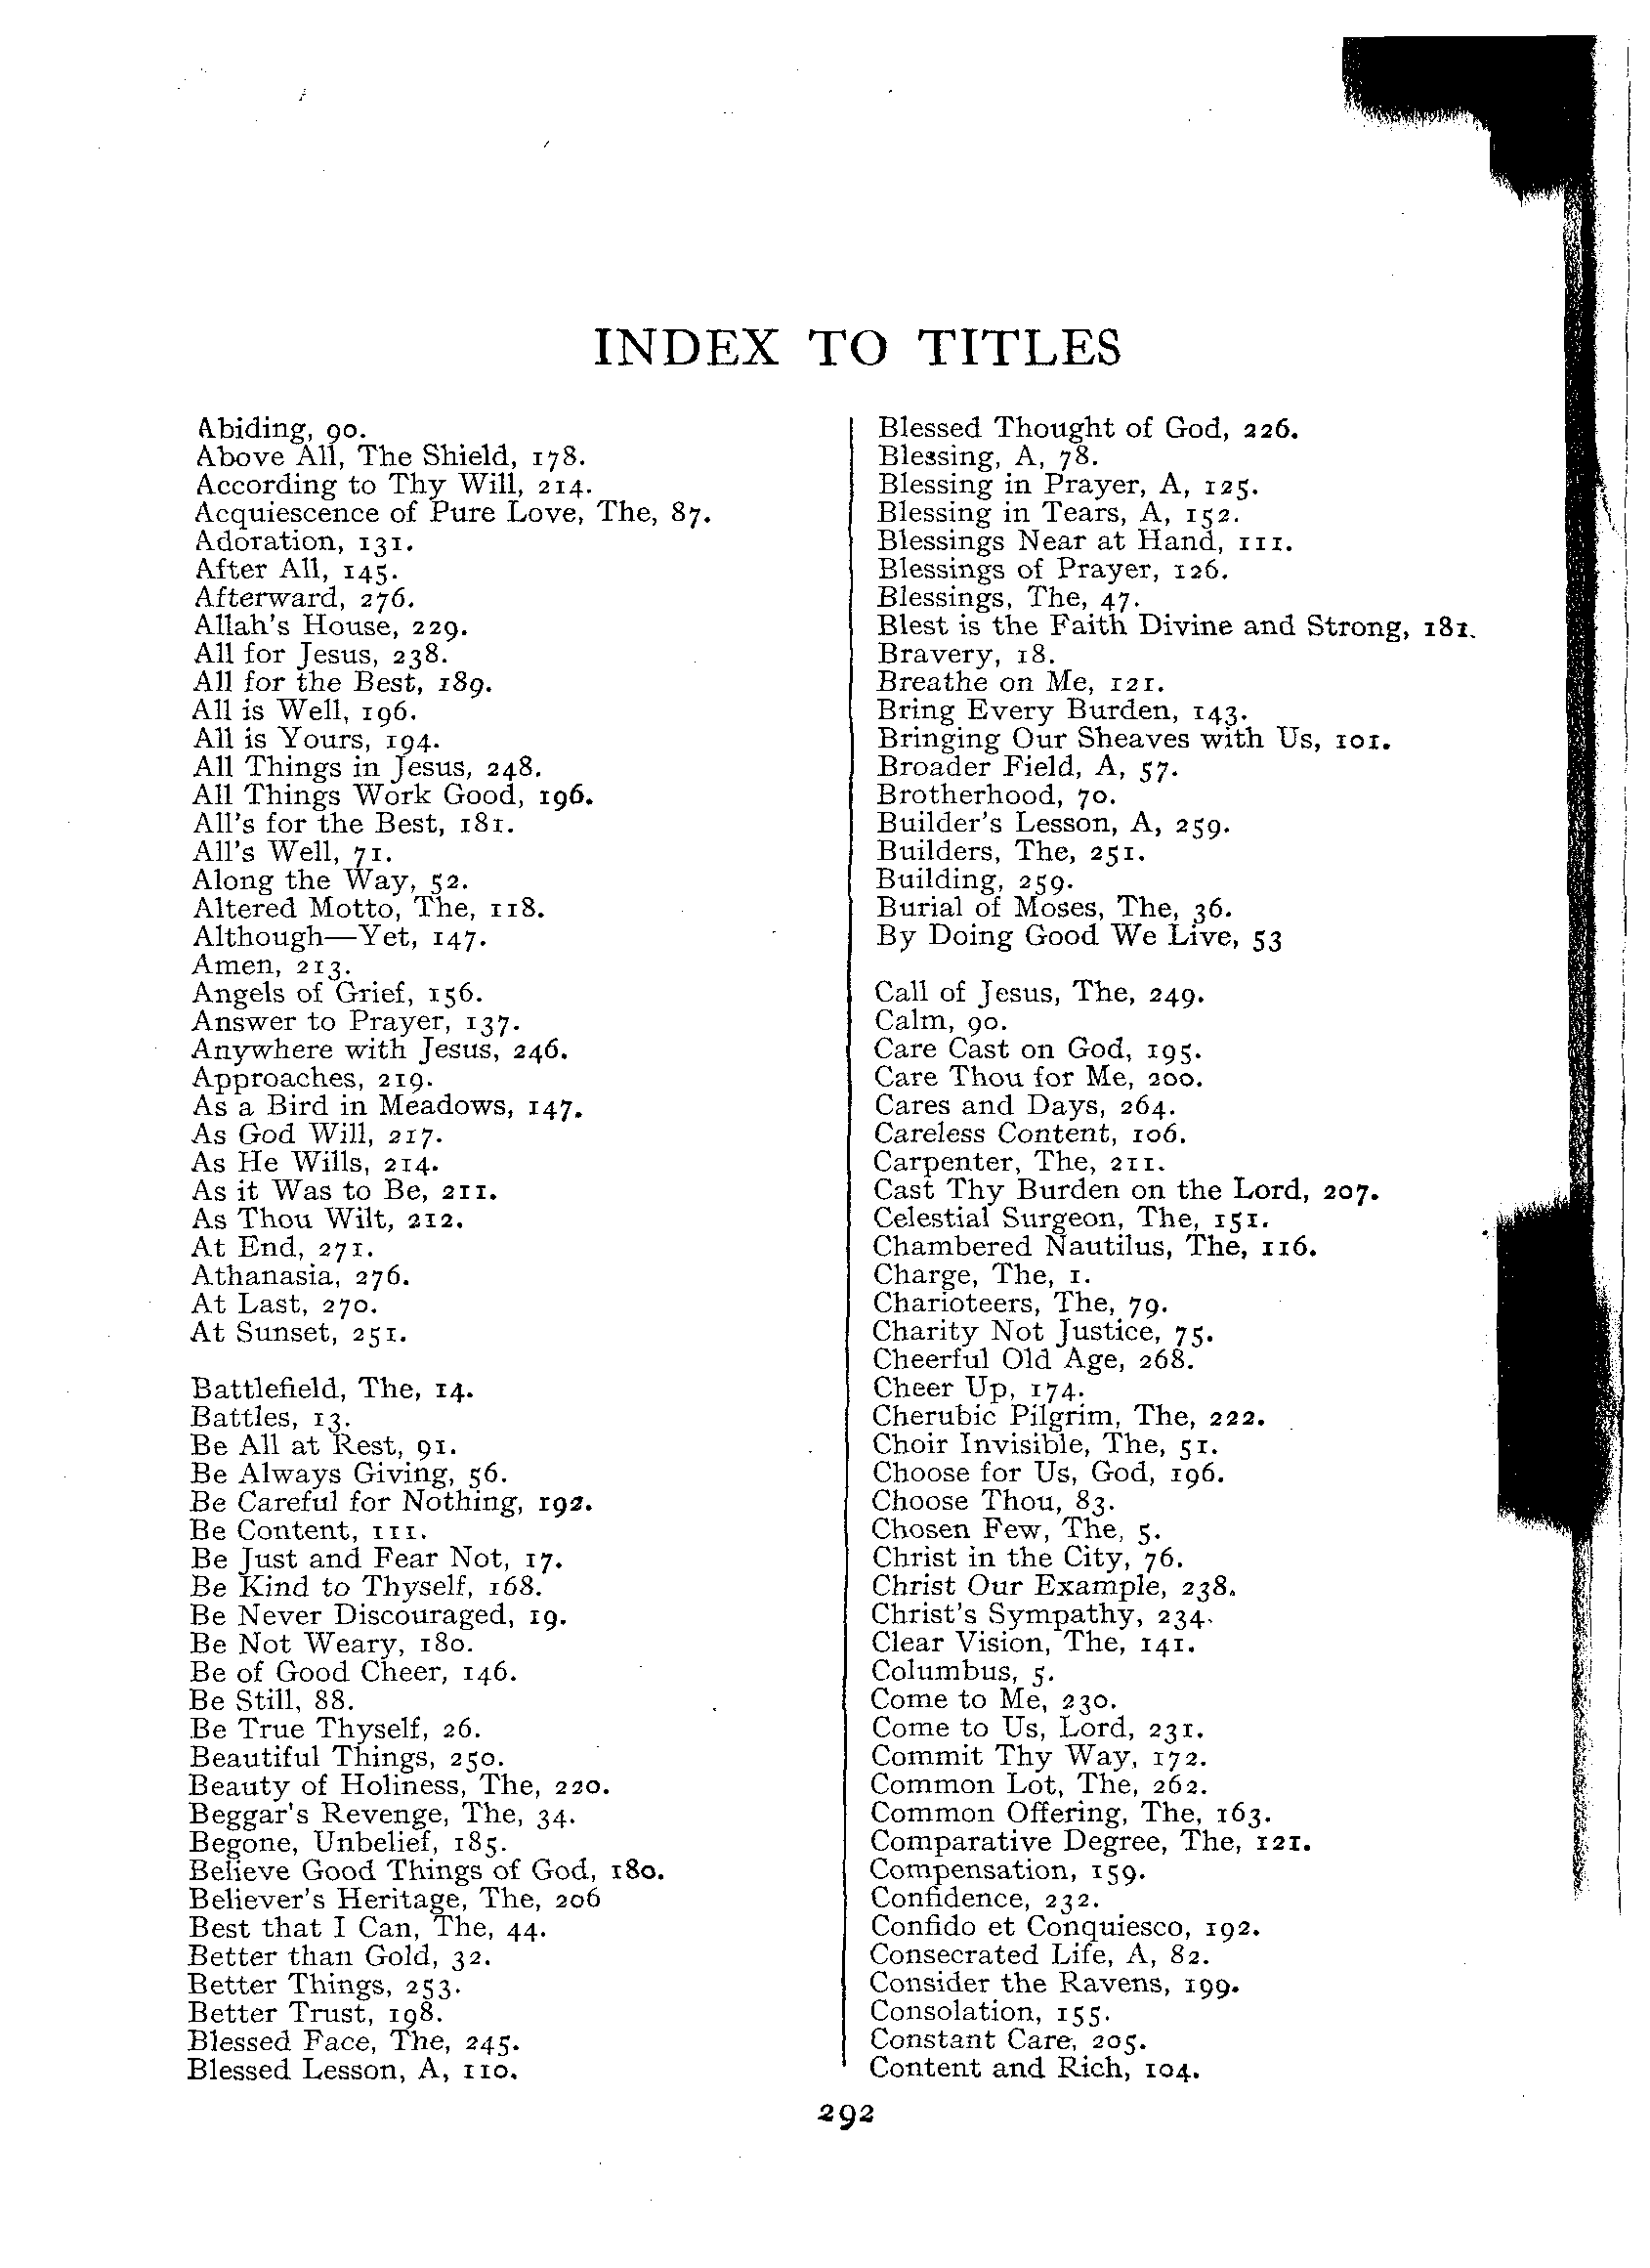 INDEX TO TITLES
Abiding, 90.
Above All, The Shield, 178.
According to Thy Will, 214.
Acquiescence of Pure Love, The, 87.
Adoration, 131.
After All, 145.
Afterward, 276.
Allah's House, 229.
All for Jesus, 238.
All for the Best, 189.
All is Well, 196.
All is Yours, 194.
All Things in Jesus, 248.
All Things Work Good, 196.
All's for the Best, 181.
All's Well, 71.
Along the Way, 52.
Altered Motto, The, 118.
Although—Yet, 147.
Amen, 213.
Angels of Grief, 156.
Answer to Prayer, 137.
Anywhere with Jesus, 246.
Approaches, 219.
As a Bird in Meadows, 147.
As God Will, 217.
As He Wills, 214.
As it Was to Be, 211.
As Thou Wilt, 212.
At End, 271.
Athanasia, 276.
At Last, 270.
At Sunset, 251.
Battlefield, The, 14.
Battles, 13.
Be All at Rest, 91.
Be Always Giving, 56.
Be Careful for Nothing, 192.
Be Content, 111.
Be Just and Fear Not, 17.
Be Kind to Thyself, 168.
Be Never Discouraged, 19.
Be Not Weary, 180.
Be of Good Cheer, 146.
Be Still, 88.
Be True Thyself, 26.
Beautiful Things, 250.
Beauty of Holiness, The, 220.
Beggar's Revenge, The, 34.
Begone, Unbelief, 185.
Believe Good Things of God, 180.
Believer's Heritage, The, 206
Best that I Can, The, 44.
Better than Gold, 32.
Better Things, 253.
Better Trust, 198.
Blessed Face, The, 245.
Blessed Lesson, A, 110.
Blessed Thought of God, 226.
Blessing, A, 78.
Blessing in Prayer, A, 125.
Blessing in Tears, A, 152.
Blessings Near at Hand, 111.
Blessings of Prayer, 126.
Blessings, The, 47.
Blest is the Faith Divine and Strong, 181.
Bravery, 18.
Breathe on Me, 121.
Bring Every Burden, 143.
Bringing Our Sheaves with Us, 101.
Broader Field, A, 57.
Brotherhood, 70.
Builder's Lesson, A, 259.
Builders, The, 251.
Building, 259.
Burial of Moses, The, 36.
By Doing Good We Live, 53
Call of Jesus, The, 249.
Calm, 90.
Care Cast on God, 195.
Care Thou for Me, 200.
Cares and Days, 264.
Careless Content, 106.
Carpenter, The, 211.
Cast Thy Burden on the Lord, 207.
Celestial Surgeon, The, 151.
Chambered Nautilus, The, 116.
Charge, The, 1.
Charioteers, The, 79.
Charity Not Justice, 75.
Cheerful Old Age, 268.
Cheer Up, 174.
Cherubic Pilgrim, The, 222.
Choir Invisible, The, 51.
Choose for Us, God, 196.
Choose Thou, 83.
Chosen Few, The, 5.
Christ in the City, 76.
Christ Our Example, 238.
Christ's Sympathy, 234.
Clear Vision, The, 141.
Columbus, 5.
Come to Me, 230.
Come to Us, Lord, 231.
Commit Thy Way, 172.
Common Lot, The, 262.
Common Offering, The, 163.
Comparative Degree, The, 121.
Compensation, 159.
Confidence, 232.
Confido et Conquiesco, 192.
Consecrated Life, A, 82.
Consider the Ravens, 199.
Consolation, 155.
Constant Care, 205.
Content and Rich, 104.
292